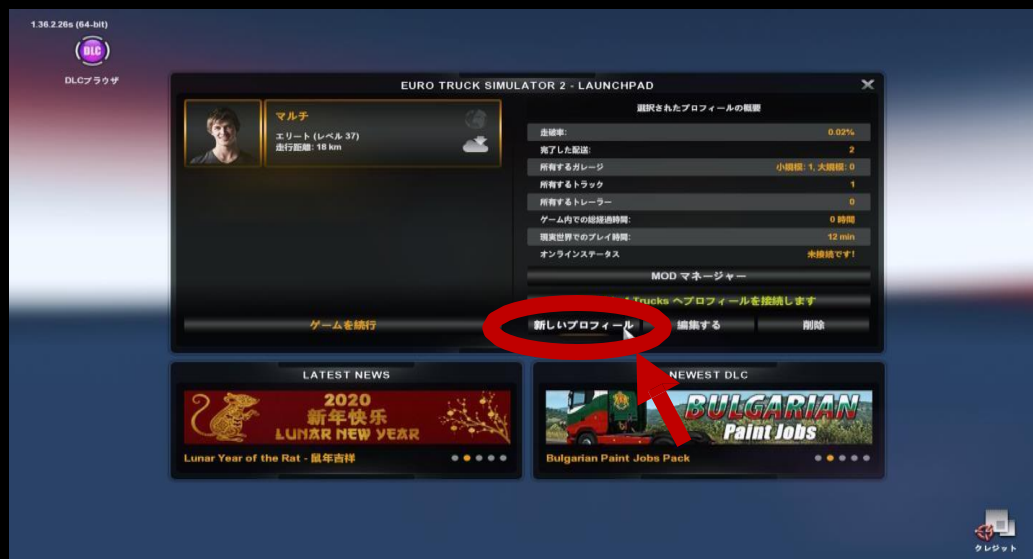 1.36.2.26s (64-bit)
DLC
DLCブラウザ
EURO TRUCK SIMULATOR 2 - LAUNCHPAD
マルチ
エリート (レベル 37)
走行距離: 18 km
選択されたプロフィールの概要
走破率: 0.02%
完了した配送: 2
所有するガレージ 小規模: 1, 大規模: 0
所有するトラック 1
所有するトレーラー 0
ゲーム内での総経過時間: 0 時間
現実世界でのプレイ時間: 12 min
オンラインステータス 未接続です!
MOD マネージャー
Trucks へプロフィールを接続します
ゲームを続行
新しいプロフィール 編集する 削除
LATEST NEWS
2020
新年快乐
LUNAR NEW YEAR
Lunar Year of the Rat - 鼠年吉祥
NEWEST DLC
BULGARIAN
Paint Jobs
Bulgarian Paint Jobs Pack
クレジット